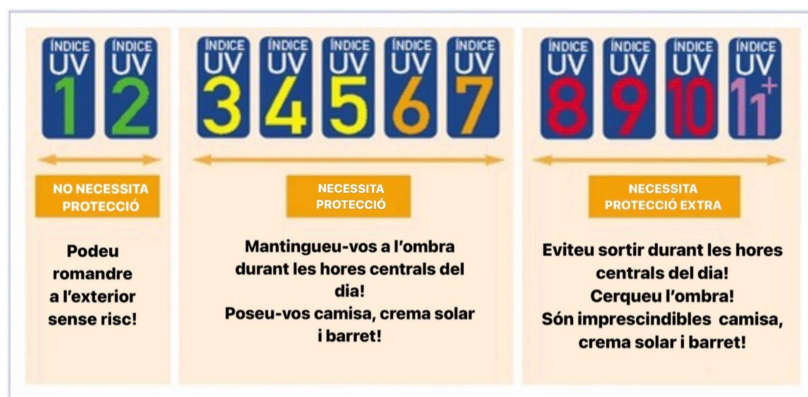 ÍNDICE UV 1
ÍNDICE UV 2
NO NECESSITA
PROTECCIÓ
Podeu
romandre
a l'exterior
sense risc!
ÍNDICE UV 3
ÍNDICE UV 4
ÍNDICE UV 5
ÍNDICE UV 6
ÍNDICE UV 7
NECESSITA
PROTECCIÓ
Mantingueu-vos a l'ombra
durant les hores centrals del
dia!
Poseu-vos camisa, crema solar
i barret!
ÍNDICE UV 8
ÍNDICE UV 9
ÍNDICE UV 10
ÍNDICE UV 11+
NECESSITA
PROTECCIÓ EXTRA
Eviteu sortir durant les hores
centrals del dia!
Cerqueu l'ombra!
Són imprescindibles camisa,
crema solar i barret!